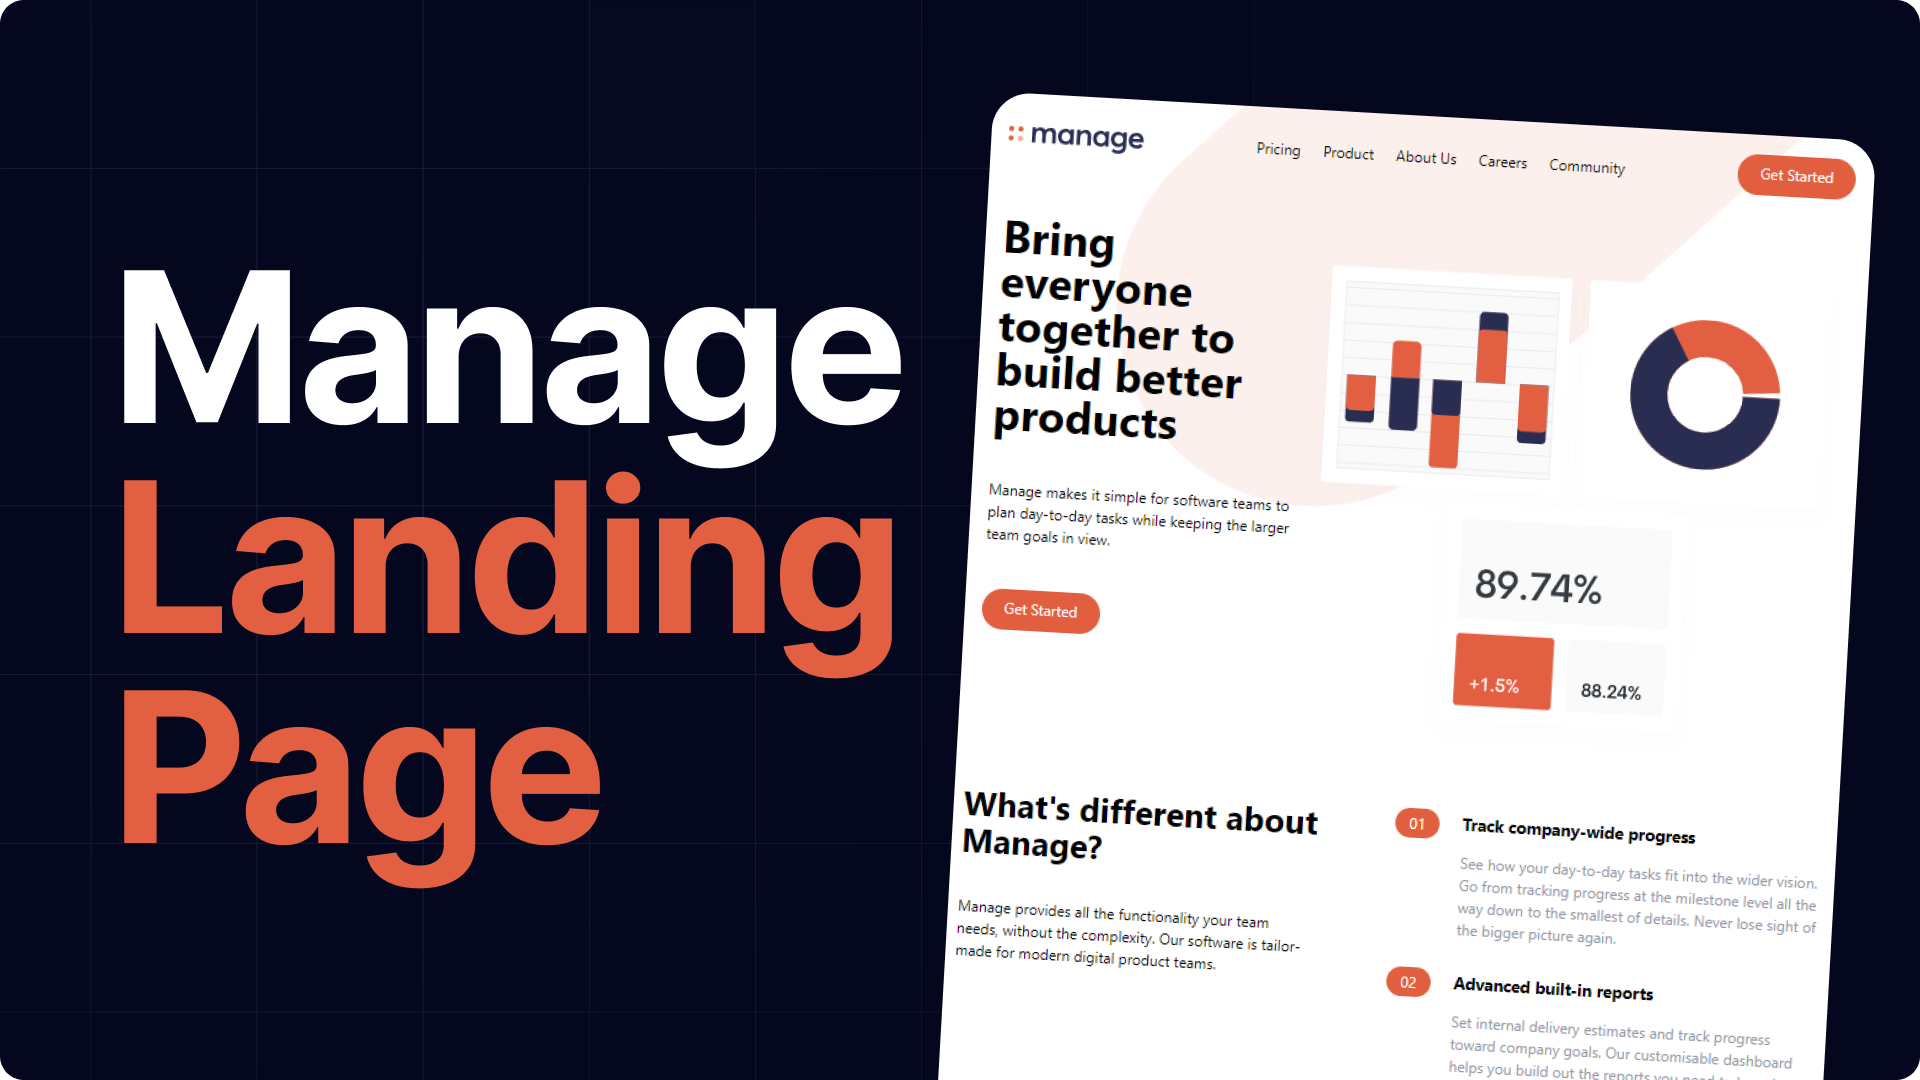 Manage
Landing
Page
manage
Pricing
Product
About Us
Careers
Community
Get Started
Bring
everyone
together to
build better
products
Manage makes it simple for software teams to
plan day-to-day tasks while keeping the larger
team goals in view.
Get Started
89.74%
+1.5%
88.24%
What's different about
Manage?
Manage provides all the functionality your team
needs, without the complexity. Our software is tailor-
made for modern digital product teams.
01
Track company-wide progress
See how your day-to-day tasks fit into the wider vision.
Go from tracking progress at the milestone level all the
way down to the smallest of details. Never lose sight of
the bigger picture again.
02
Advanced built-in reports
Set internal delivery estimates and track progress
toward company goals. Our customisable dashboard
helps you build out the reports you need